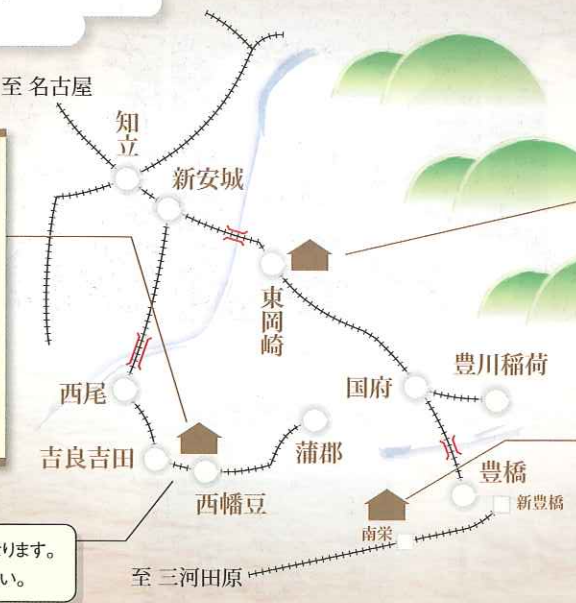 至 名古屋
知立
新安城
東岡崎
西尾
国府
豊川稲荷
吉良吉田
西幡豆
蒲郡
豊橋
新豊橋
南栄
ります。
い。
至 三河田原